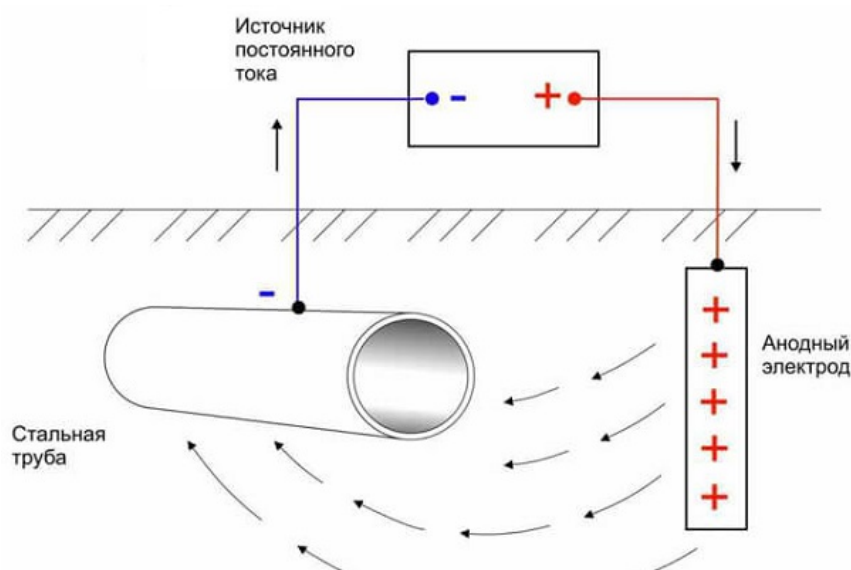 Источник
постоянного
тока
- +
-
+
Анодный
электрод
+
+
Стальная
труба
+
+